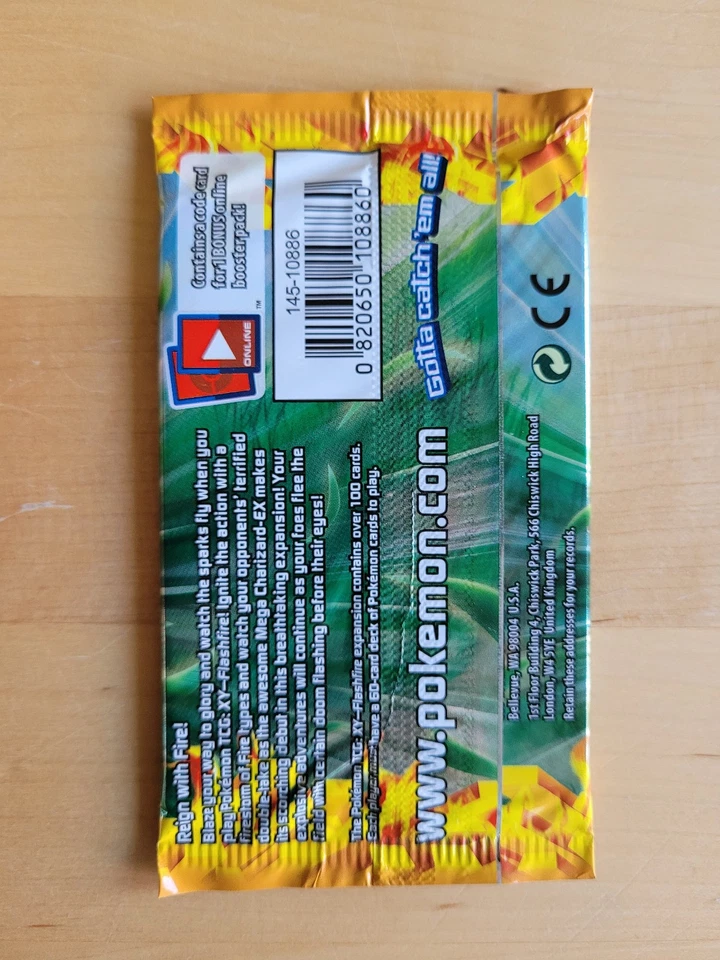 Reign with Fire!
Blaze your way to glory and watch the sparks fly when you
play Pokémon TCG: XY—Flashfire! Ignite the action with a
firestorm of Fire types and watch your opponents' terrified
double-take as the awesome Mega Charizard-EX makes
its scorching debut in this breathtaking expansion! Your
explosive adventures will continue as your foes flee the
field with certain doom flashing before their eyes!
The Pokémon TCG: XY—Flashfire expansion contains over 100 cards.
Each player must have a 60-card deck of Pokémon cards to play.
www.pokemon.com
Contains a code card
for 1 BONUS online
booster pack!
ONLINE
TM
145-10886
0 820650 108860
Gotta catch 'em all!
Bellevue, WA 98004 U.S.A.
1st Floor Building 4, Chiswick Park, 566 Chiswick High Road
London, W4 5YE United Kingdom
Retain these addresses for your records.
CE